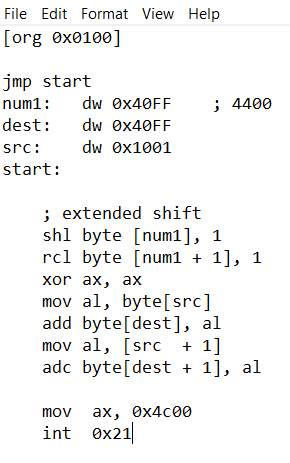 File Edit Format View Help
[org 0x0100]
jmp start
num1: dw 0x40FF ; 4400
dest: dw 0x40FF
src: dw 0x1001
start:
; extended shift
shl byte [num1], 1
rcl byte [num1 + 1], 1
xor ax, ax
mov al, byte[src]
add byte[dest], al
mov al, [src + 1]
adc byte[dest + 1], al
mov ax, 0x4c00
int 0x21